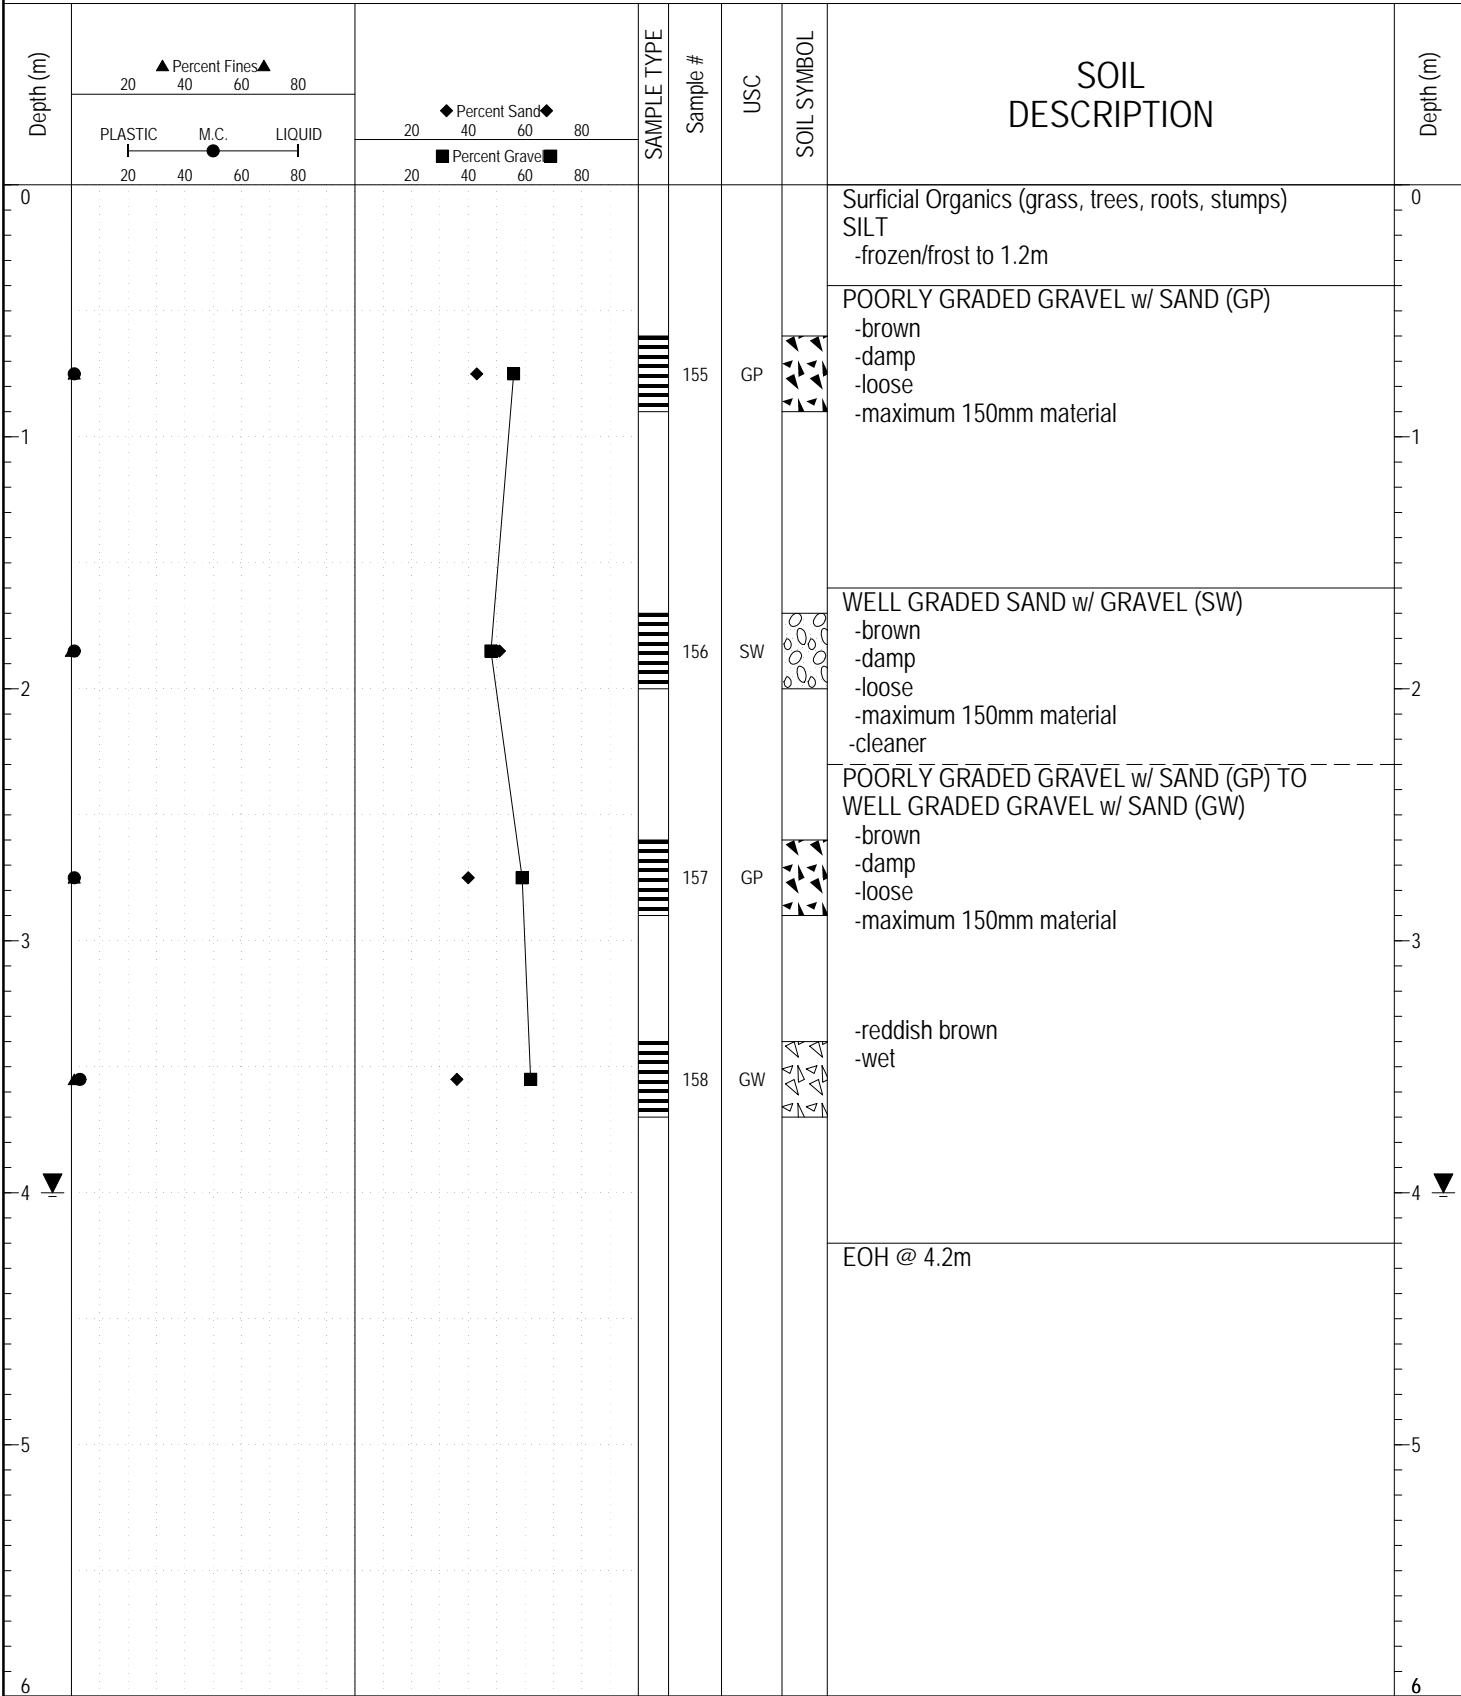 Depth (m)
▲ Percent Fines▲
20 40 60 80
PLASTIC M.C. LIQUID
20 40 60 80
◆ Percent Sand◆
20 40 60 80
■ Percent Gravel■
20 40 60 80
SAMPLE TYPE
Sample #
USC
SOIL SYMBOL
SOIL
DESCRIPTION
Depth (m)
0
Surficial Organics (grass, trees, roots, stumps)
0
SILT
-frozen/frost to 1.2m
POORLY GRADED GRAVEL w/ SAND (GP)
-brown
-damp
155 GP
-loose
-maximum 150mm material
1
1
WELL GRADED SAND w/ GRAVEL (SW)
-brown
156 SW
-damp
-loose
2
2
-maximum 150mm material
-cleaner
POORLY GRADED GRAVEL w/ SAND (GP) TO
WELL GRADED GRAVEL w/ SAND (GW)
-brown
-damp
157 GP
-loose
-maximum 150mm material
3
3
-reddish brown
-wet
158 GW
4
4
EOH @ 4.2m
5
5
6
6